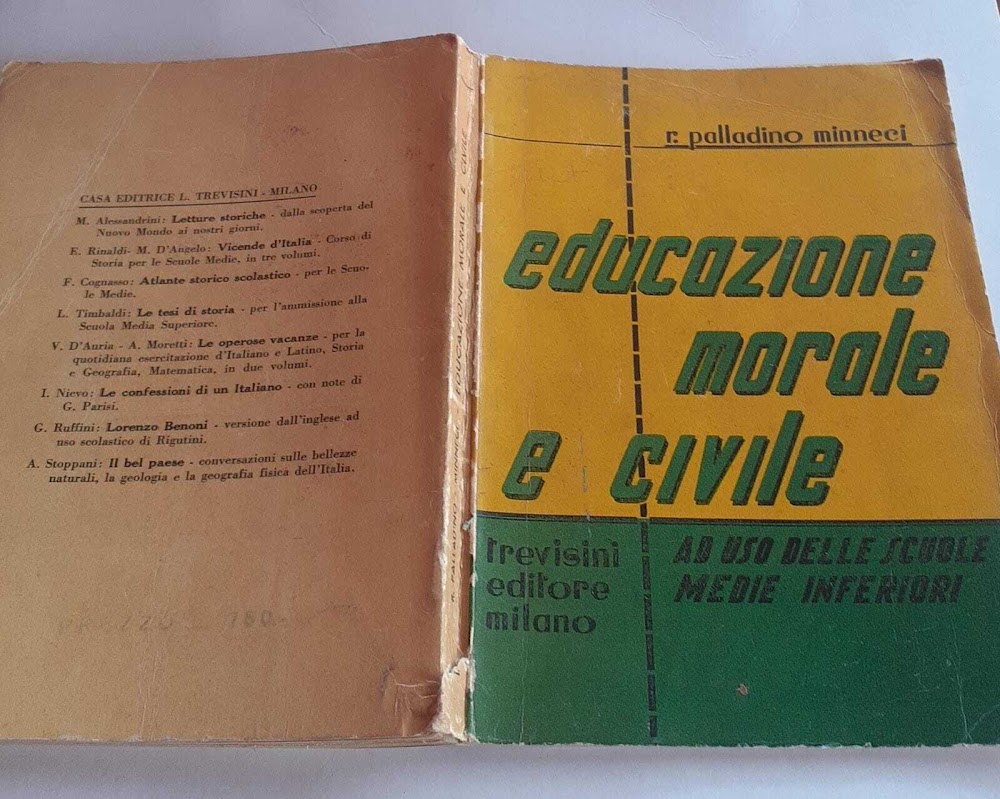 CASA EDITRICE L. TREVISINI - MILANO
M. Alessandrini: Letture storiche - dalla scoperta del
Nuovo Mondo ai nostri giorni.
E. Rinaldi- M. D'Angelo: Vicende d'Italia - Corso di
Storia per le Scuole Medie, in tre volumi.
F. Cognasso: Atlante storico scolastico - per le Scuo-
le Medie.
L. Timbaldi: Le tesi di storia - per l'ammissione alla
Scuola Media Superiore.
V. D'Auria - A. Moretti: Le operose vacanze - per la
quotidiana esercitazione d'Italiano e Latino, Storia
e Geografia, Matematica, in due volumi.
I. Nievo: Le confessioni di un Italiano - con note di
G. Parisi.
G. Ruffini: Lorenzo Benoni - versione dall'inglese ad
uso scolastico di Rigutini.
A. Stoppani: Il bel paese - conversazioni sulle bellezze
naturali, la geologia e la geografia fisica dell'Italia.
R. PALLADINO MINNECI EDUCAZIONE MORALE E CIVILE
r. palladino minneci
educazione
morale
e civile
trevisini
editore
milano
AD USO DELLE SCUOLE
MEDIE INFERIORI